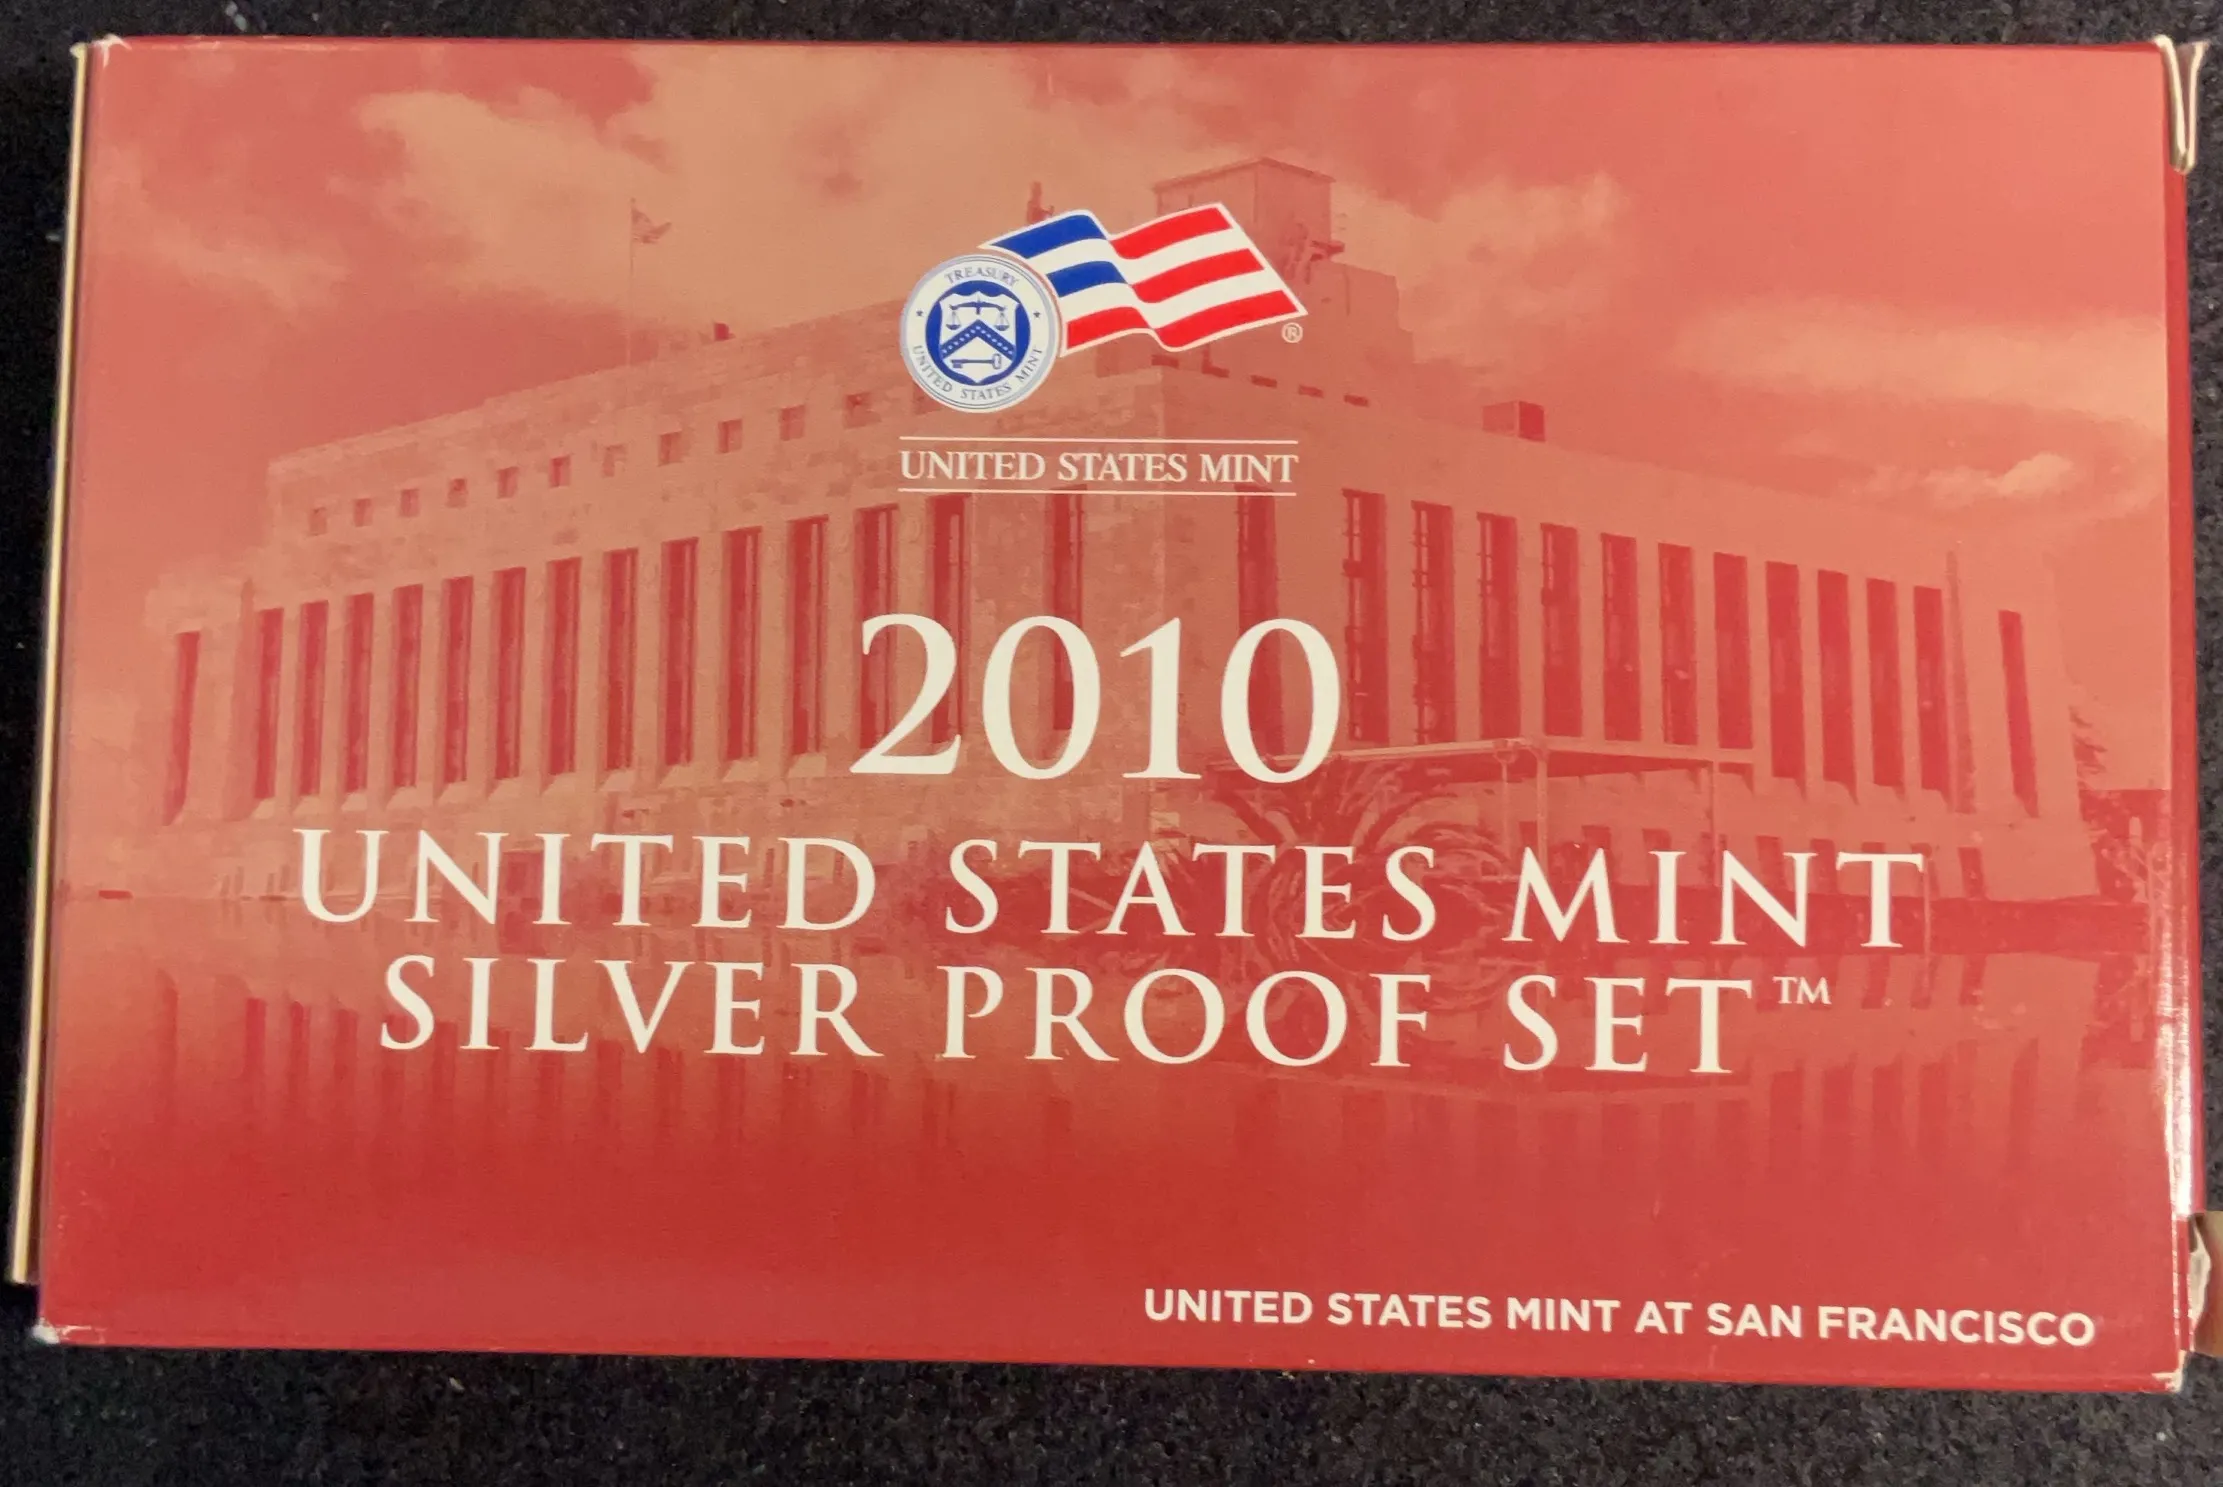 TREASURY
UNITED STATES MINT
®
UNITED STATES MINT
2010
UNITED STATES MINT
SILVER PROOF SET™
UNITED STATES MINT AT SAN FRANCISCO